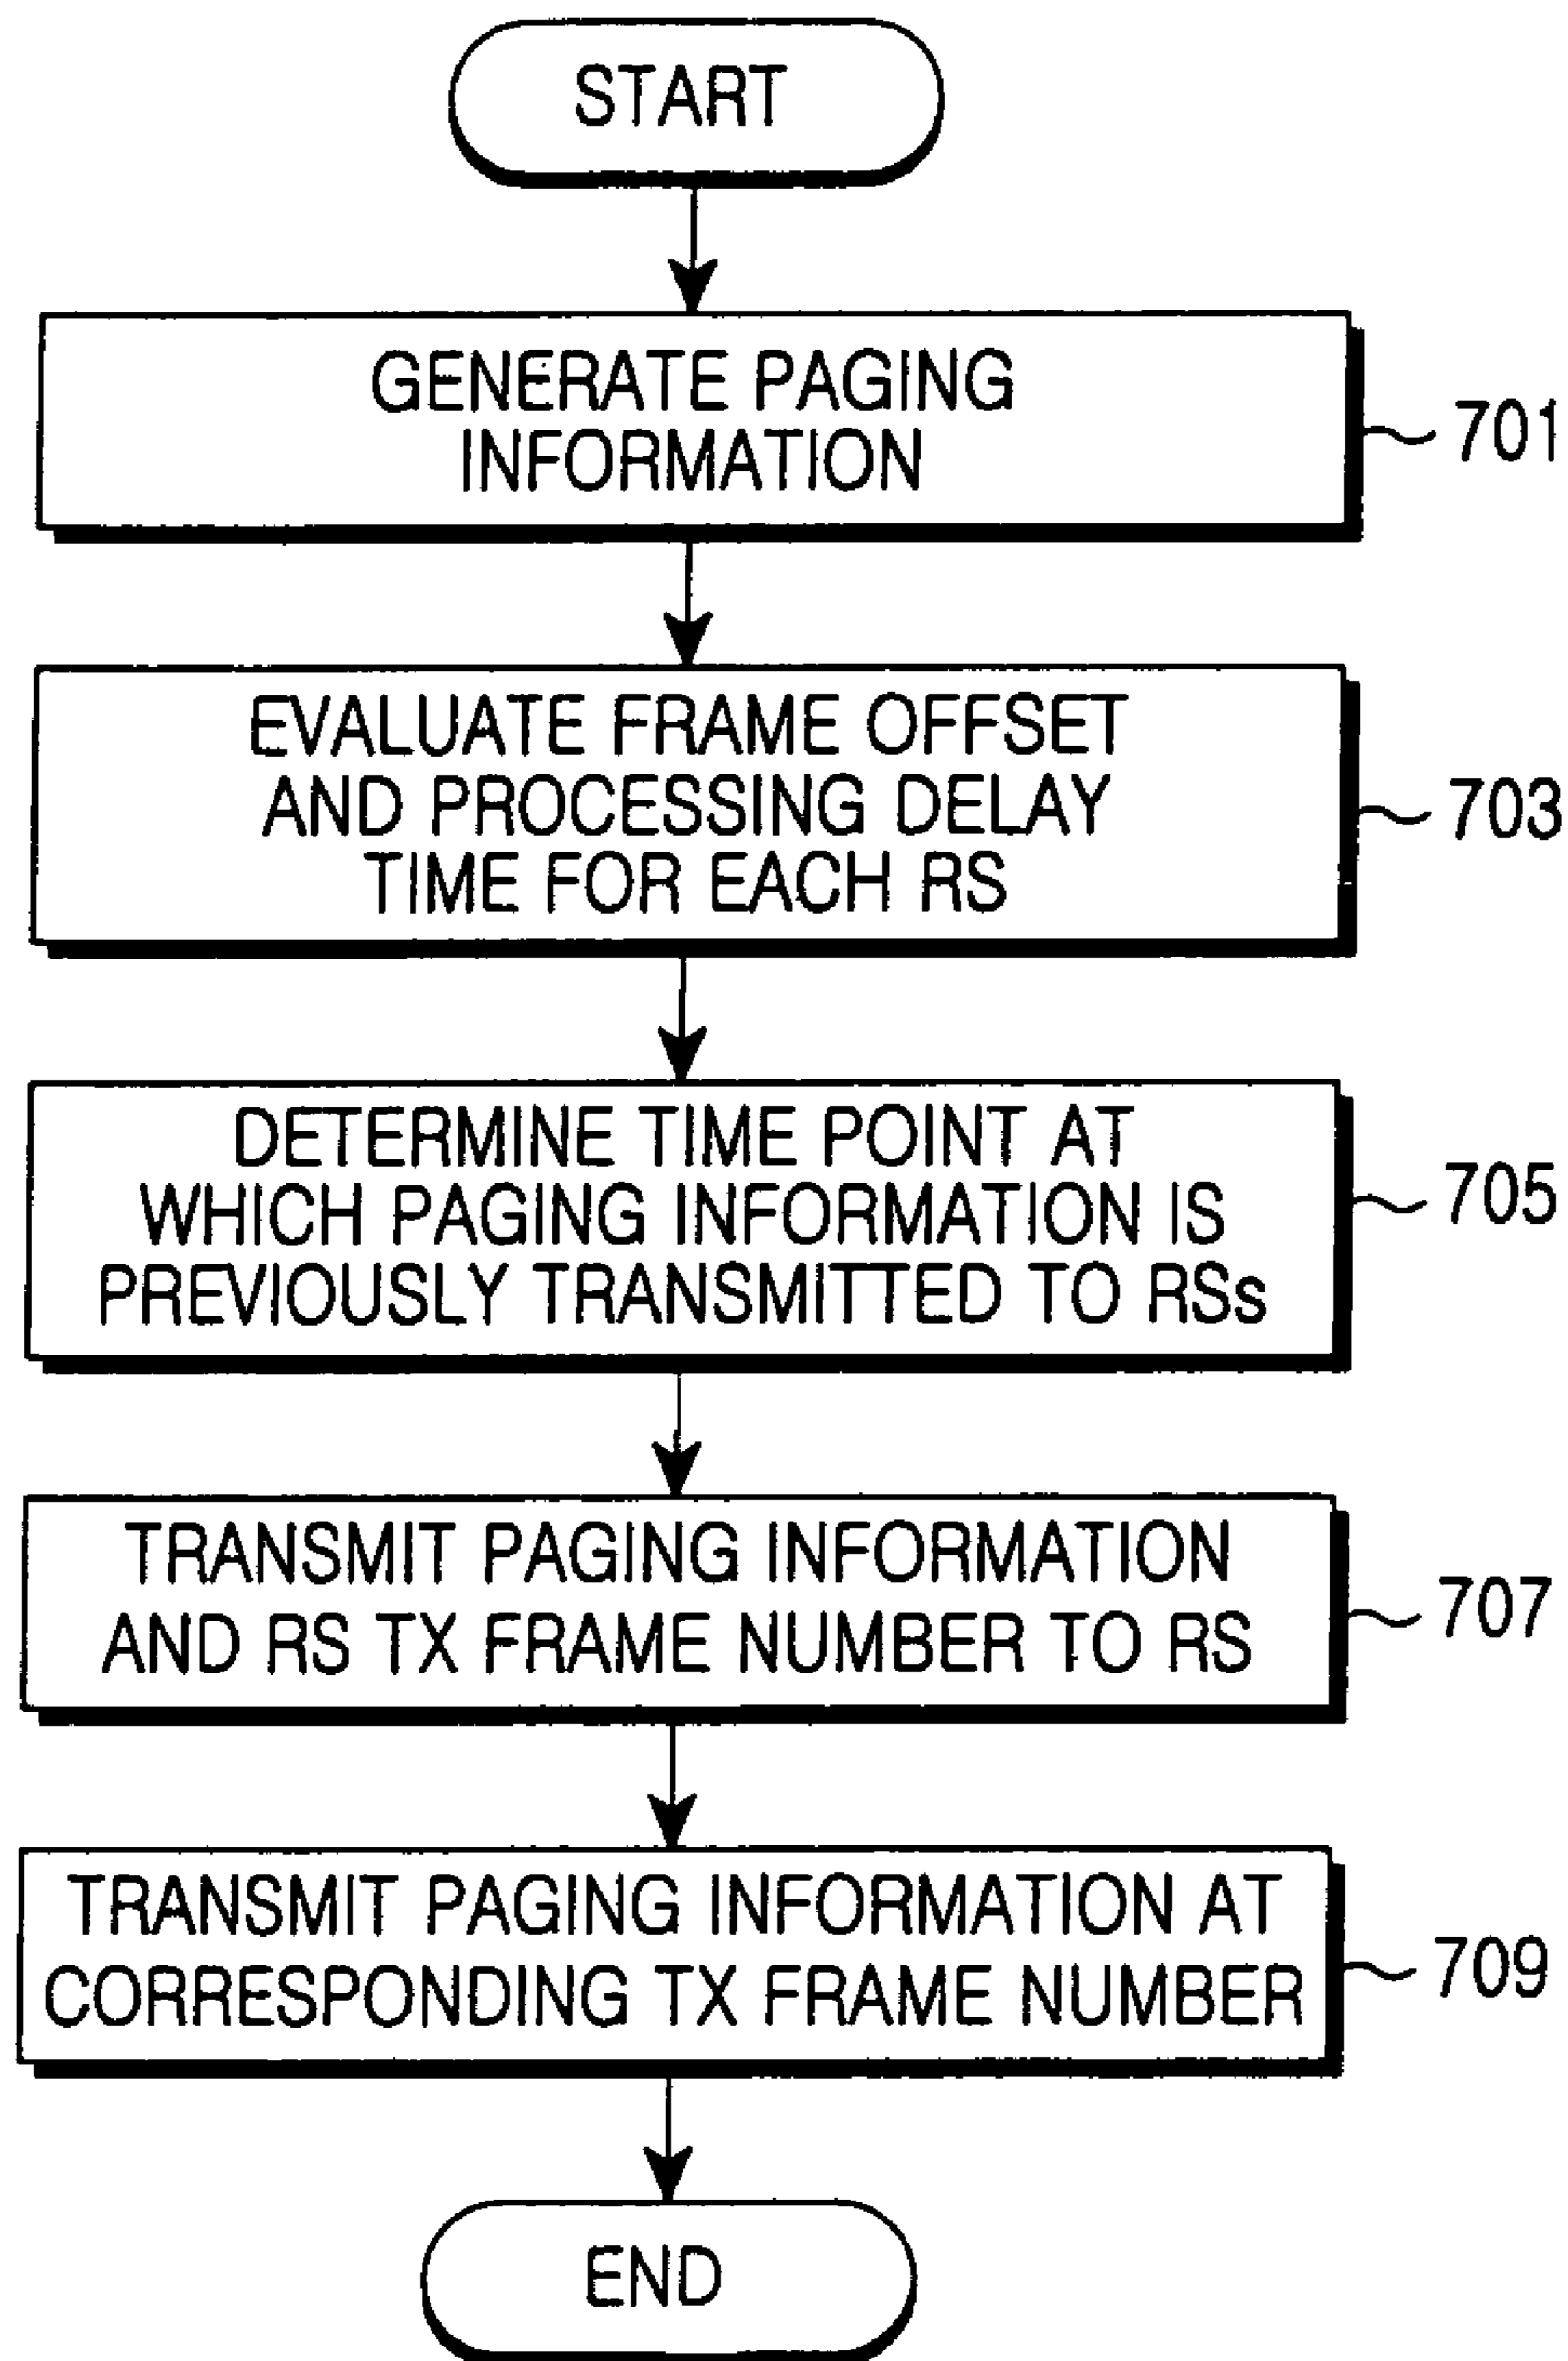 START
GENERATE PAGING
INFORMATION
701
EVALUATE FRAME OFFSET
AND PROCESSING DELAY
TIME FOR EACH RS
703
DETERMINE TIME POINT AT
WHICH PAGING INFORMATION IS
PREVIOUSLY TRANSMITTED TO RSs
705
TRANSMIT PAGING INFORMATION
AND RS TX FRAME NUMBER TO RS
707
TRANSMIT PAGING INFORMATION AT
CORRESPONDING TX FRAME NUMBER
709
END